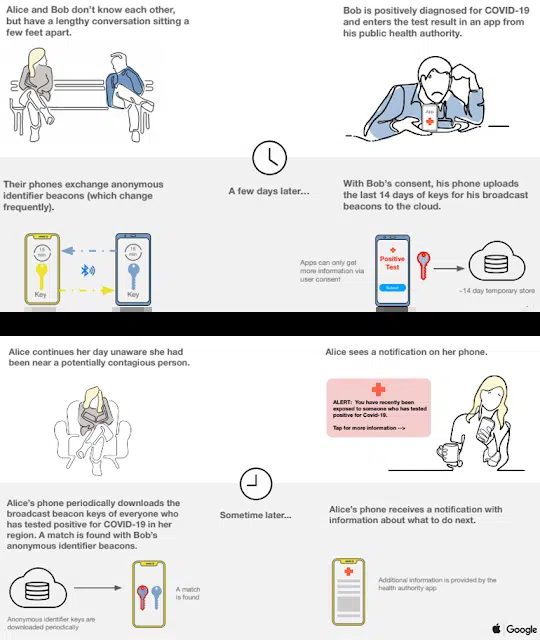 Alice and Bob don't know each other,
but have a lengthy conversation sitting a
few feet apart.
Bob is positively diagnosed for COVID-19
and enters the test result in an app from
his public health authority.
App
Their phones exchange anonymous
identifier beacons (which change
frequently).
A few days later...
With Bob's consent, his phone uploads
the last 14 days of keys for his broadcast
beacons to the cloud.
15
min
Key
15
min
Key
Apps can only get
more information via
user consent
Positive
Test
Submit
~14 day temporary store
Alice continues her day unaware she had
been near a potentially contagious person.
Alice sees a notification on her phone.
ALERT: You have recently been
exposed to someone who has tested
positive for Covid-19.
Tap for more information -->
Alice's phone periodically downloads the
broadcast beacon keys of everyone who
has tested positive for COVID-19 in her
region. A match is found with Bob's
anonymous identifier beacons.
Sometime later...
Alice's phone receives a notification with
information about what to do next.
A match
is found
Anonymous identifier keys are
downloaded periodically
Additional information is provided by the
health authority app
Google